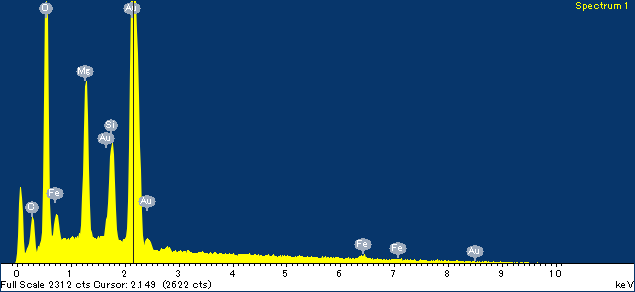 Spectrum 1
O
Au
Mg
Si
Au
Fe
Au
C
Fe
Fe
Au
0 1 2 3 4 5 6 7 8 9 10
Full Scale 2312 cts Cursor: 2.149 (2622 cts)
keV